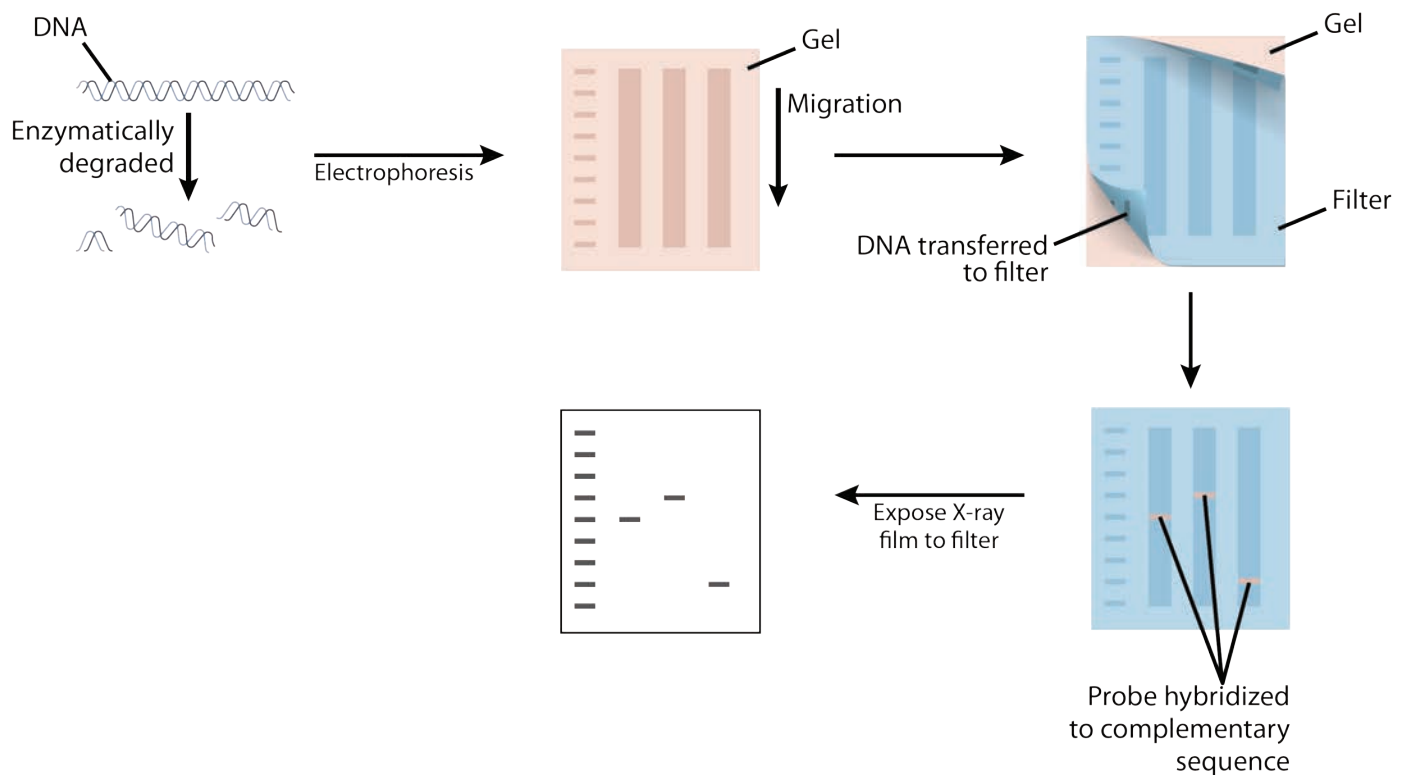 DNA
Enzymatically
degraded
Electrophoresis
Gel
Migration
Gel
Filter
DNA transferred
to filter
Probe hybridized
to complementary
sequence
Expose X-ray
film to filter